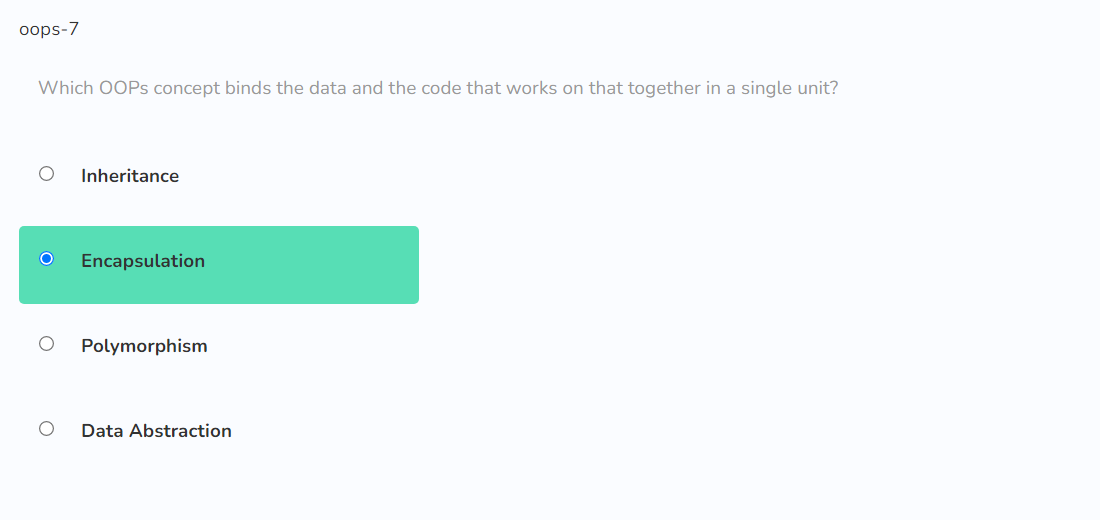 oops-7
Which OOPs concept binds the data and the code that works on that together in a single unit?
Inheritance
Encapsulation
Polymorphism
Data Abstraction